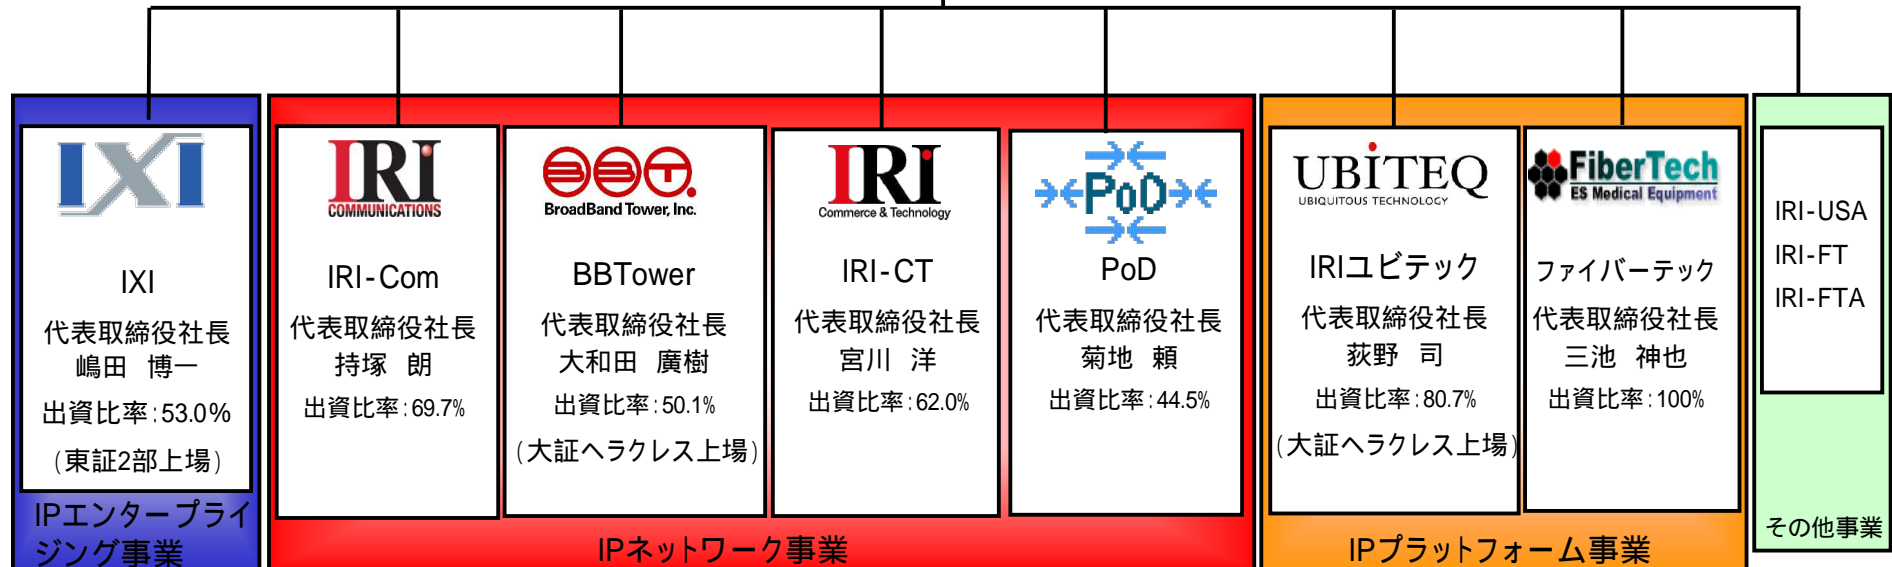 IXI
IXI
代表取締役社長
嶋田 博一
出資比率:53.0%
(東証2部上場)
IPエンタープライ
ジング事業
IRI
COMMUNICATIONS
IRI-Com
代表取締役社長
持塚 朗
出資比率:69.7%
BBT.
BroadBand Tower, Inc.
BBTower
代表取締役社長
大和田 廣樹
出資比率:50.1%
(大証ヘラクレス上場)
IRI
Commerce & Technology
IRI-CT
代表取締役社長
宮川 洋
出資比率:62.0%
PoD
PoD
代表取締役社長
菊地 頼
出資比率:44.5%
IPネットワーク事業
UBiTEQ
UBIQUITOUS TECHNOLOGY
IRIユビテック
代表取締役社長
荻野 司
出資比率:80.7%
(大証ヘラクレス上場)
FiberTech
ES Medical Equipment
ファイバーテック
代表取締役社長
三池 神也
出資比率:100%
IPプラットフォーム事業
IRI-USA
IRI-FT
IRI-FTA
その他事業